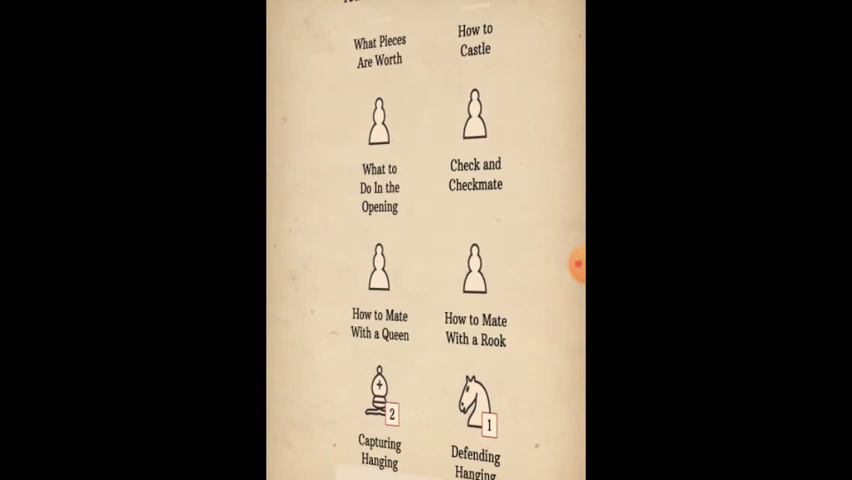 What Pieces
Are Worth
How to
Castle
What to
Do In the
Opening
Check and
Checkmate
How to Mate
With a Queen
How to Mate
With a Rook
2
1
Capturing
Hanging
Defending
Hanging